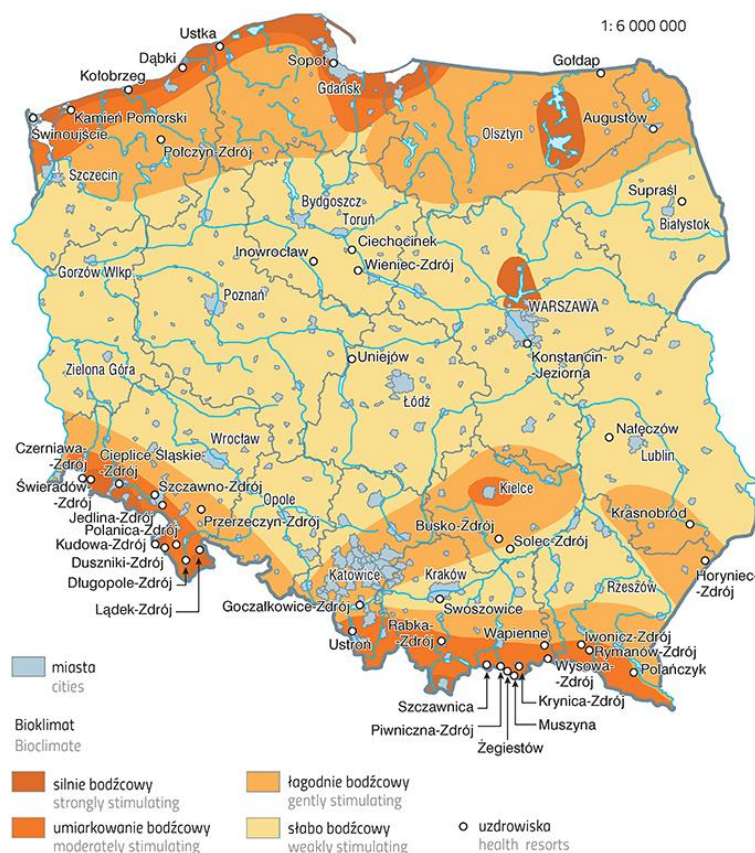 1: 6 000 000
Ustka
Dąbki
Sopot
Gołdap
Kołobrzeg
Gdańsk
Kamień Pomorski
Świnoujście
Olsztyn
Augustów
Połczyn-Zdrój
Szczecin
Supraśl
Białystok
Bydgoszcz
Toruń
Ciechocinek
Inowrocław
Wieniec-Zdrój
Gorzów Wlkp.
Poznań
WARSZAWA
Uniejów
Konstancin-
Jeziorna
Zielona Góra
Łódź
Nałęczów
Lublin
Wrocław
Czerniawa-
-Zdrój
Cieplice Śląskie-
-Zdrój
Szczawno-Zdrój
Świeradów-
-Zdrój
Jedlina-Zdrój
Opole
Przerzeczyn-Zdrój
Polanica-Zdrój
Kudowa-Zdrój
Duszniki-Zdrój
Długopole-Zdrój
Lądek-Zdrój
Kielce
Busko-Zdrój
Solec-Zdrój
Krasnobród
Horyniec-
-Zdrój
Katowice
Kraków
Rzeszów
Goczałkowice-Zdrój
Swoszowice
Ustroń
Rabka-
-Zdrój
Wapienne
Iwonicz-Zdrój
Rymanów-Zdrój
Polańczyk
Wysowa-
-Zdrój
Krynica-Zdrój
Szczawnica
Muszyna
Piwniczna-Zdrój
Żegiestów
miasta
cities
Bioklimat
Bioclimate
silnie bodźcowy
strongly stimulating
umiarkowanie bodźcowy
moderately stimulating
łagodnie bodźcowy
gently stimulating
słabo bodźcowy
weakly stimulating
uzdrowiska
health resorts